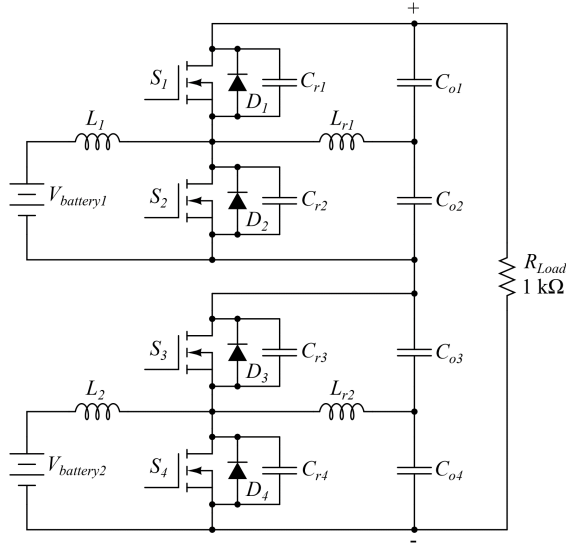 +
S1
D1
Cr1
Co1
L1
Lr1
Vbattery1
S2
D2
Cr2
Co2
RLoad
1 kΩ
S3
D3
Cr3
Co3
L2
Lr2
Vbattery2
S4
D4
Cr4
Co4
-